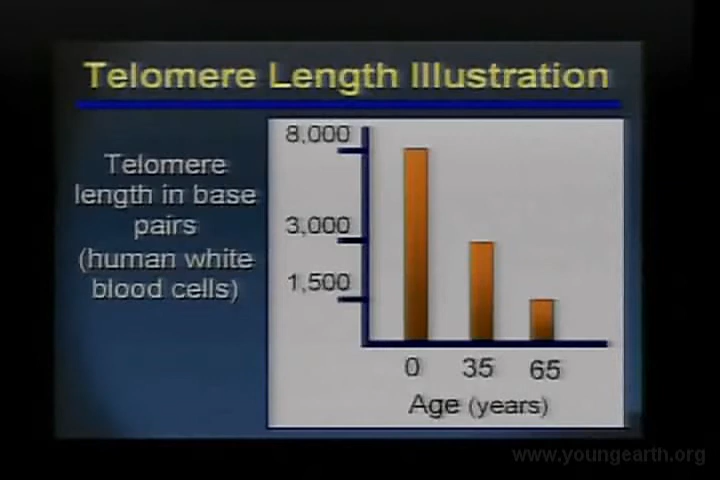 Telomere Length Illustration
Telomere
length in base
pairs
(human white
blood cells)
8,000
3,000
1,500
0 35 65
Age (years)
www.youngearth.org